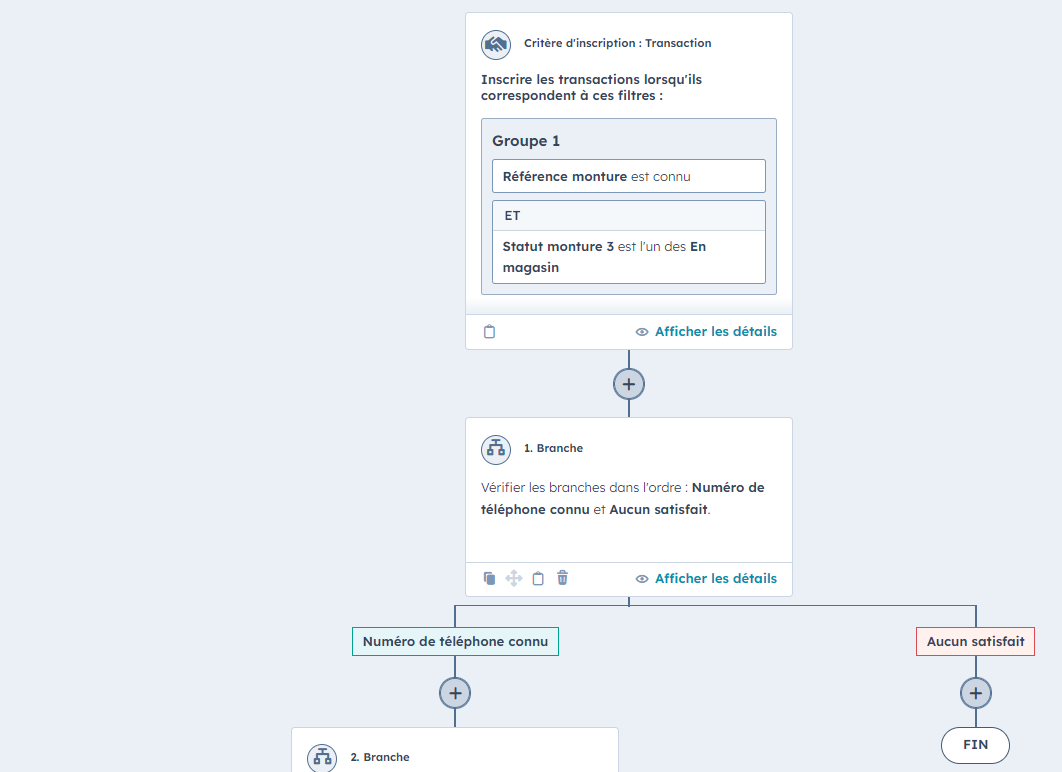 Critère d'inscription : Transaction
Inscrire les transactions lorsqu'ils
correspondent à ces filtres :
Groupe 1
Référence monture est connu
ET
Statut monture 3 est l'un des En
magasin
Afficher les détails
1. Branche
Vérifier les branches dans l'ordre : Numéro de
téléphone connu et Aucun satisfait.
Afficher les détails
Numéro de téléphone connu
Aucun satisfait
2. Branche
FIN